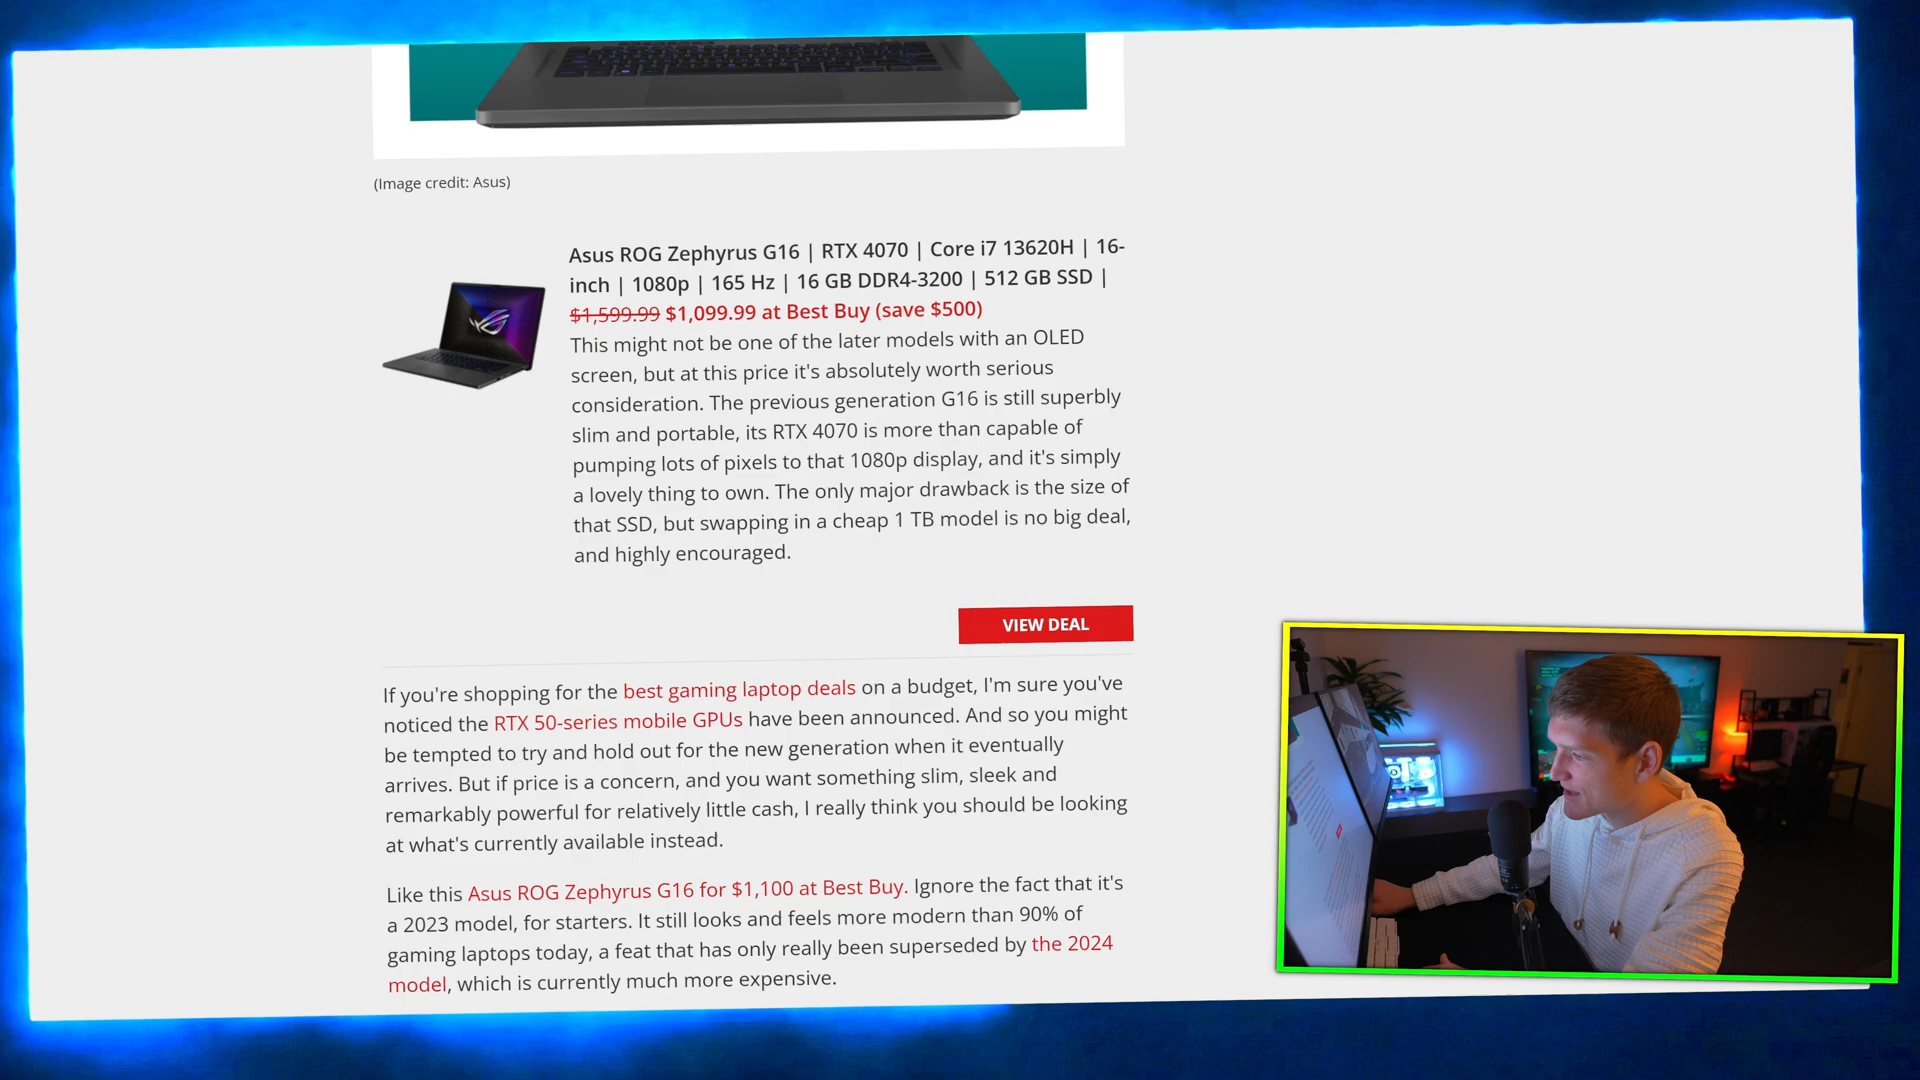 (Image credit: Asus)
Asus ROG Zephyrus G16 | RTX 4070 | Core i7 13620H | 16-
inch | 1080p | 165 Hz | 16 GB DDR4-3200 | 512 GB SSD |
$1,599.99 $1,099.99 at Best Buy (save $500)
This might not be one of the later models with an OLED
screen, but at this price it's absolutely worth serious
consideration. The previous generation G16 is still superbly
slim and portable, its RTX 4070 is more than capable of
pumping lots of pixels to that 1080p display, and it's simply
a lovely thing to own. The only major drawback is the size of
that SSD, but swapping in a cheap 1 TB model is no big deal,
and highly encouraged.
VIEW DEAL
If you're shopping for the best gaming laptop deals on a budget, I'm sure you've
noticed the RTX 50-series mobile GPUs have been announced. And so you might
be tempted to try and hold out for the new generation when it eventually
arrives. But if price is a concern, and you want something slim, sleek and
remarkably powerful for relatively little cash, I really think you should be looking
at what's currently available instead.
Like this Asus ROG Zephyrus G16 for $1,100 at Best Buy. Ignore the fact that it's
a 2023 model, for starters. It still looks and feels more modern than 90% of
gaming laptops today, a feat that has only really been superseded by the 2024
model, which is currently much more expensive.